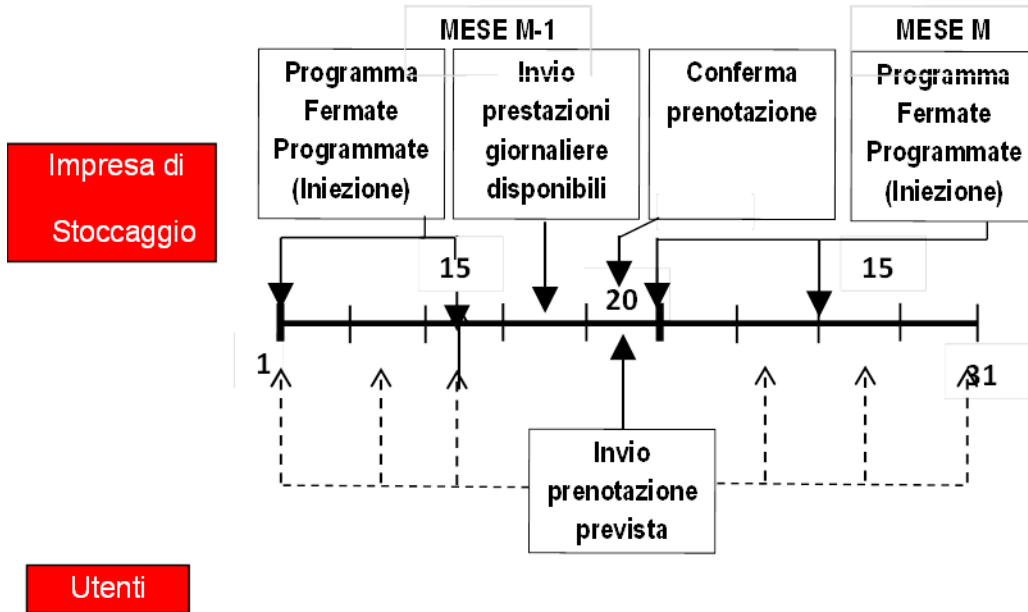 MESE M-1
MESE M
Programma
Fermate
Programmate
(Iniezione)
Invio
prestazioni
giornaliere
disponibili
Conferma
prenotazione
Programma
Fermate
Programmate
(Iniezione)
Impresa di
Stoccaggio
15
15
20
1
31
Invio
prenotazione
prevista
Utenti